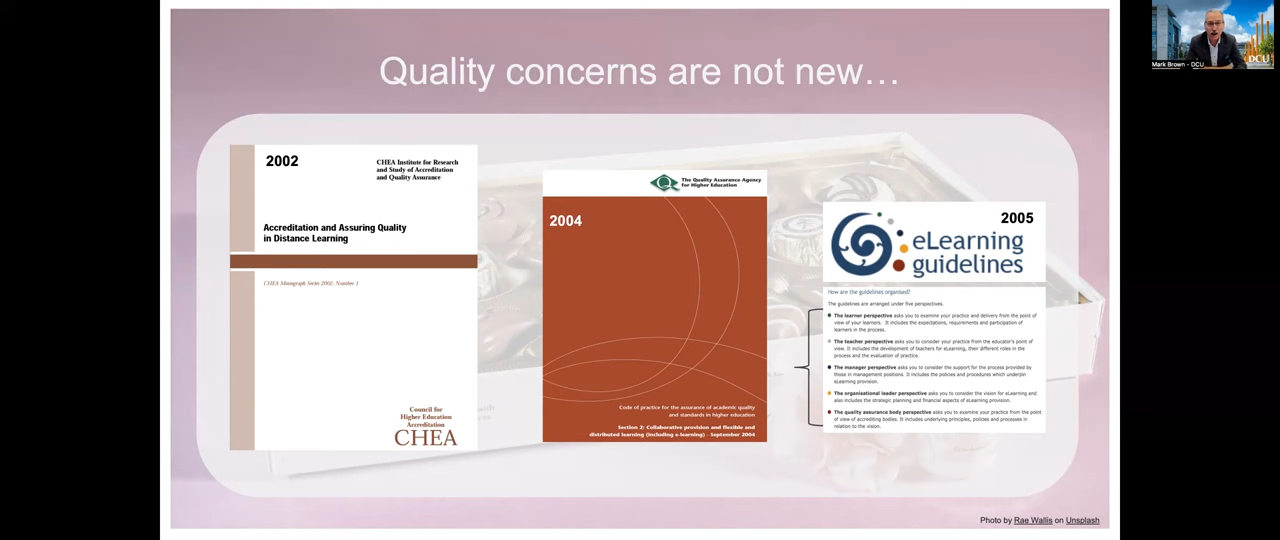 Quality concerns are not new…
2002
CHEA Institute for Research
and Study of Accreditation
and Quality Assurance
Accreditation and Assuring Quality
in Distance Learning
CHEA Monograph Series 2002, Number 1
Council for
Higher Education
Accreditation
CHEA
The Quality Assurance Agency
for Higher Education
2004
Code of practice for the assurance of academic quality
and standards in higher education
Section 2: Collaborative provision and flexible and
distributed learning (including e-learning) - September 2004
2005
eLearning
guidelines
How are the guidelines organised?
The guidelines are arranged under five perspectives.
The learner perspective asks you to examine your practice and delivery from the point of
view of your learners. It includes the expectations, requirements and participation of
learners in the process.
The teacher perspective asks you to consider your practice from the educator's point of
view. It includes the development of teachers for eLearning, their different roles in the
process and the evaluation of practice.
The manager perspective asks you to consider the support for the process provided by
those in management positions. It includes the policies and procedures which underpin
eLearning provision.
The organisational leader perspective asks you to consider the vision for eLearning and
also includes the strategic planning and financial aspects of eLearning provision.
The quality assurance body perspective asks you to examine your practice from the point
of view of accrediting bodies. It includes underlying principles, policies and processes in
relation to the vision.
Photo by Rae Wallis on Unsplash
DCU
Mark Brown - DCU